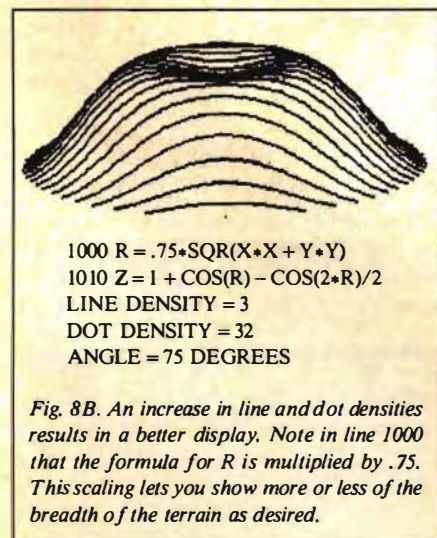 1000 R = .75*SQR(X*X + Y*Y)
1010 Z = 1 + COS(R) – COS(2*R)/2
LINE DENSITY = 3
DOT DENSITY = 32
ANGLE = 75 DEGREES
Fig. 8B. An increase in line and dot densities
results in a better display. Note in line 1000
that the formula for R is multiplied by .75.
This scaling lets you show more or less of the
breadth of the terrain as desired.